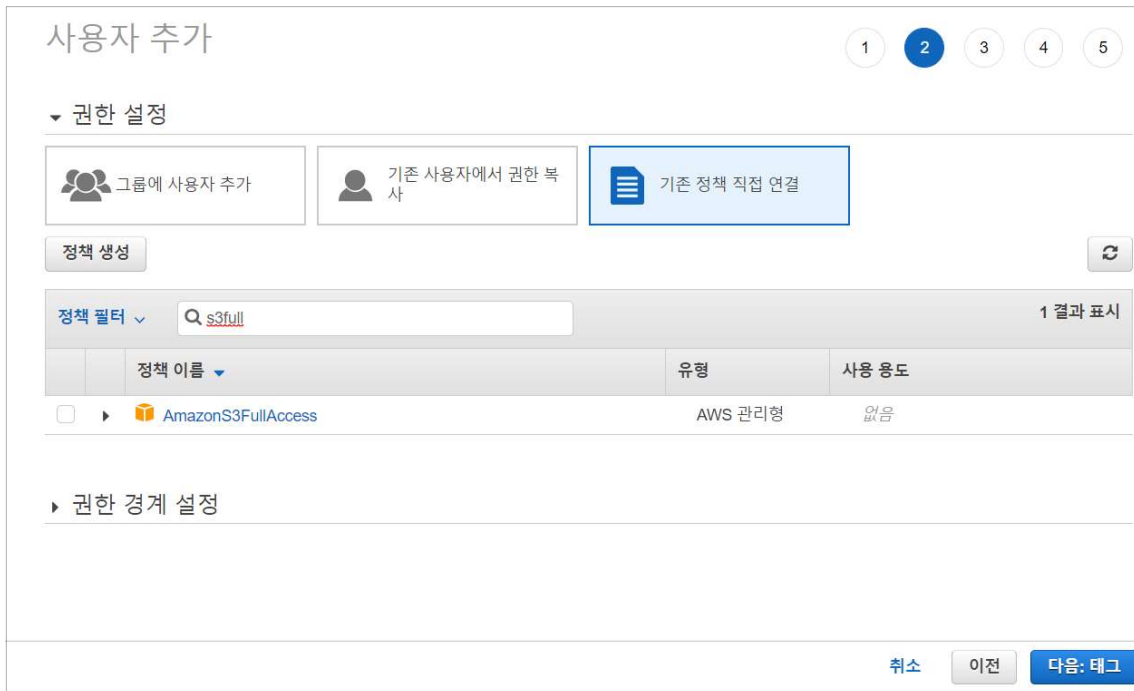 사용자 추가
1 2 3 4 5
권한 설정
그룹에 사용자 추가
기존 사용자에서 권한 복
사
기존 정책 직접 연결
정책 생성
정책 필터 s3full 1 결과 표시
정책 이름 유형 사용 용도
AmazonS3FullAccess AWS 관리형 없음
권한 경계 설정
취소 이전 다음: 태그